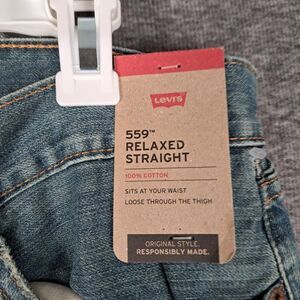 Levi's
559™
RELAXED
STRAIGHT
100% COTTON
SITS AT YOUR WAIST
LOOSE THROUGH THE THIGH
ORIGINAL STYLE.
RESPONSIBLY MADE.